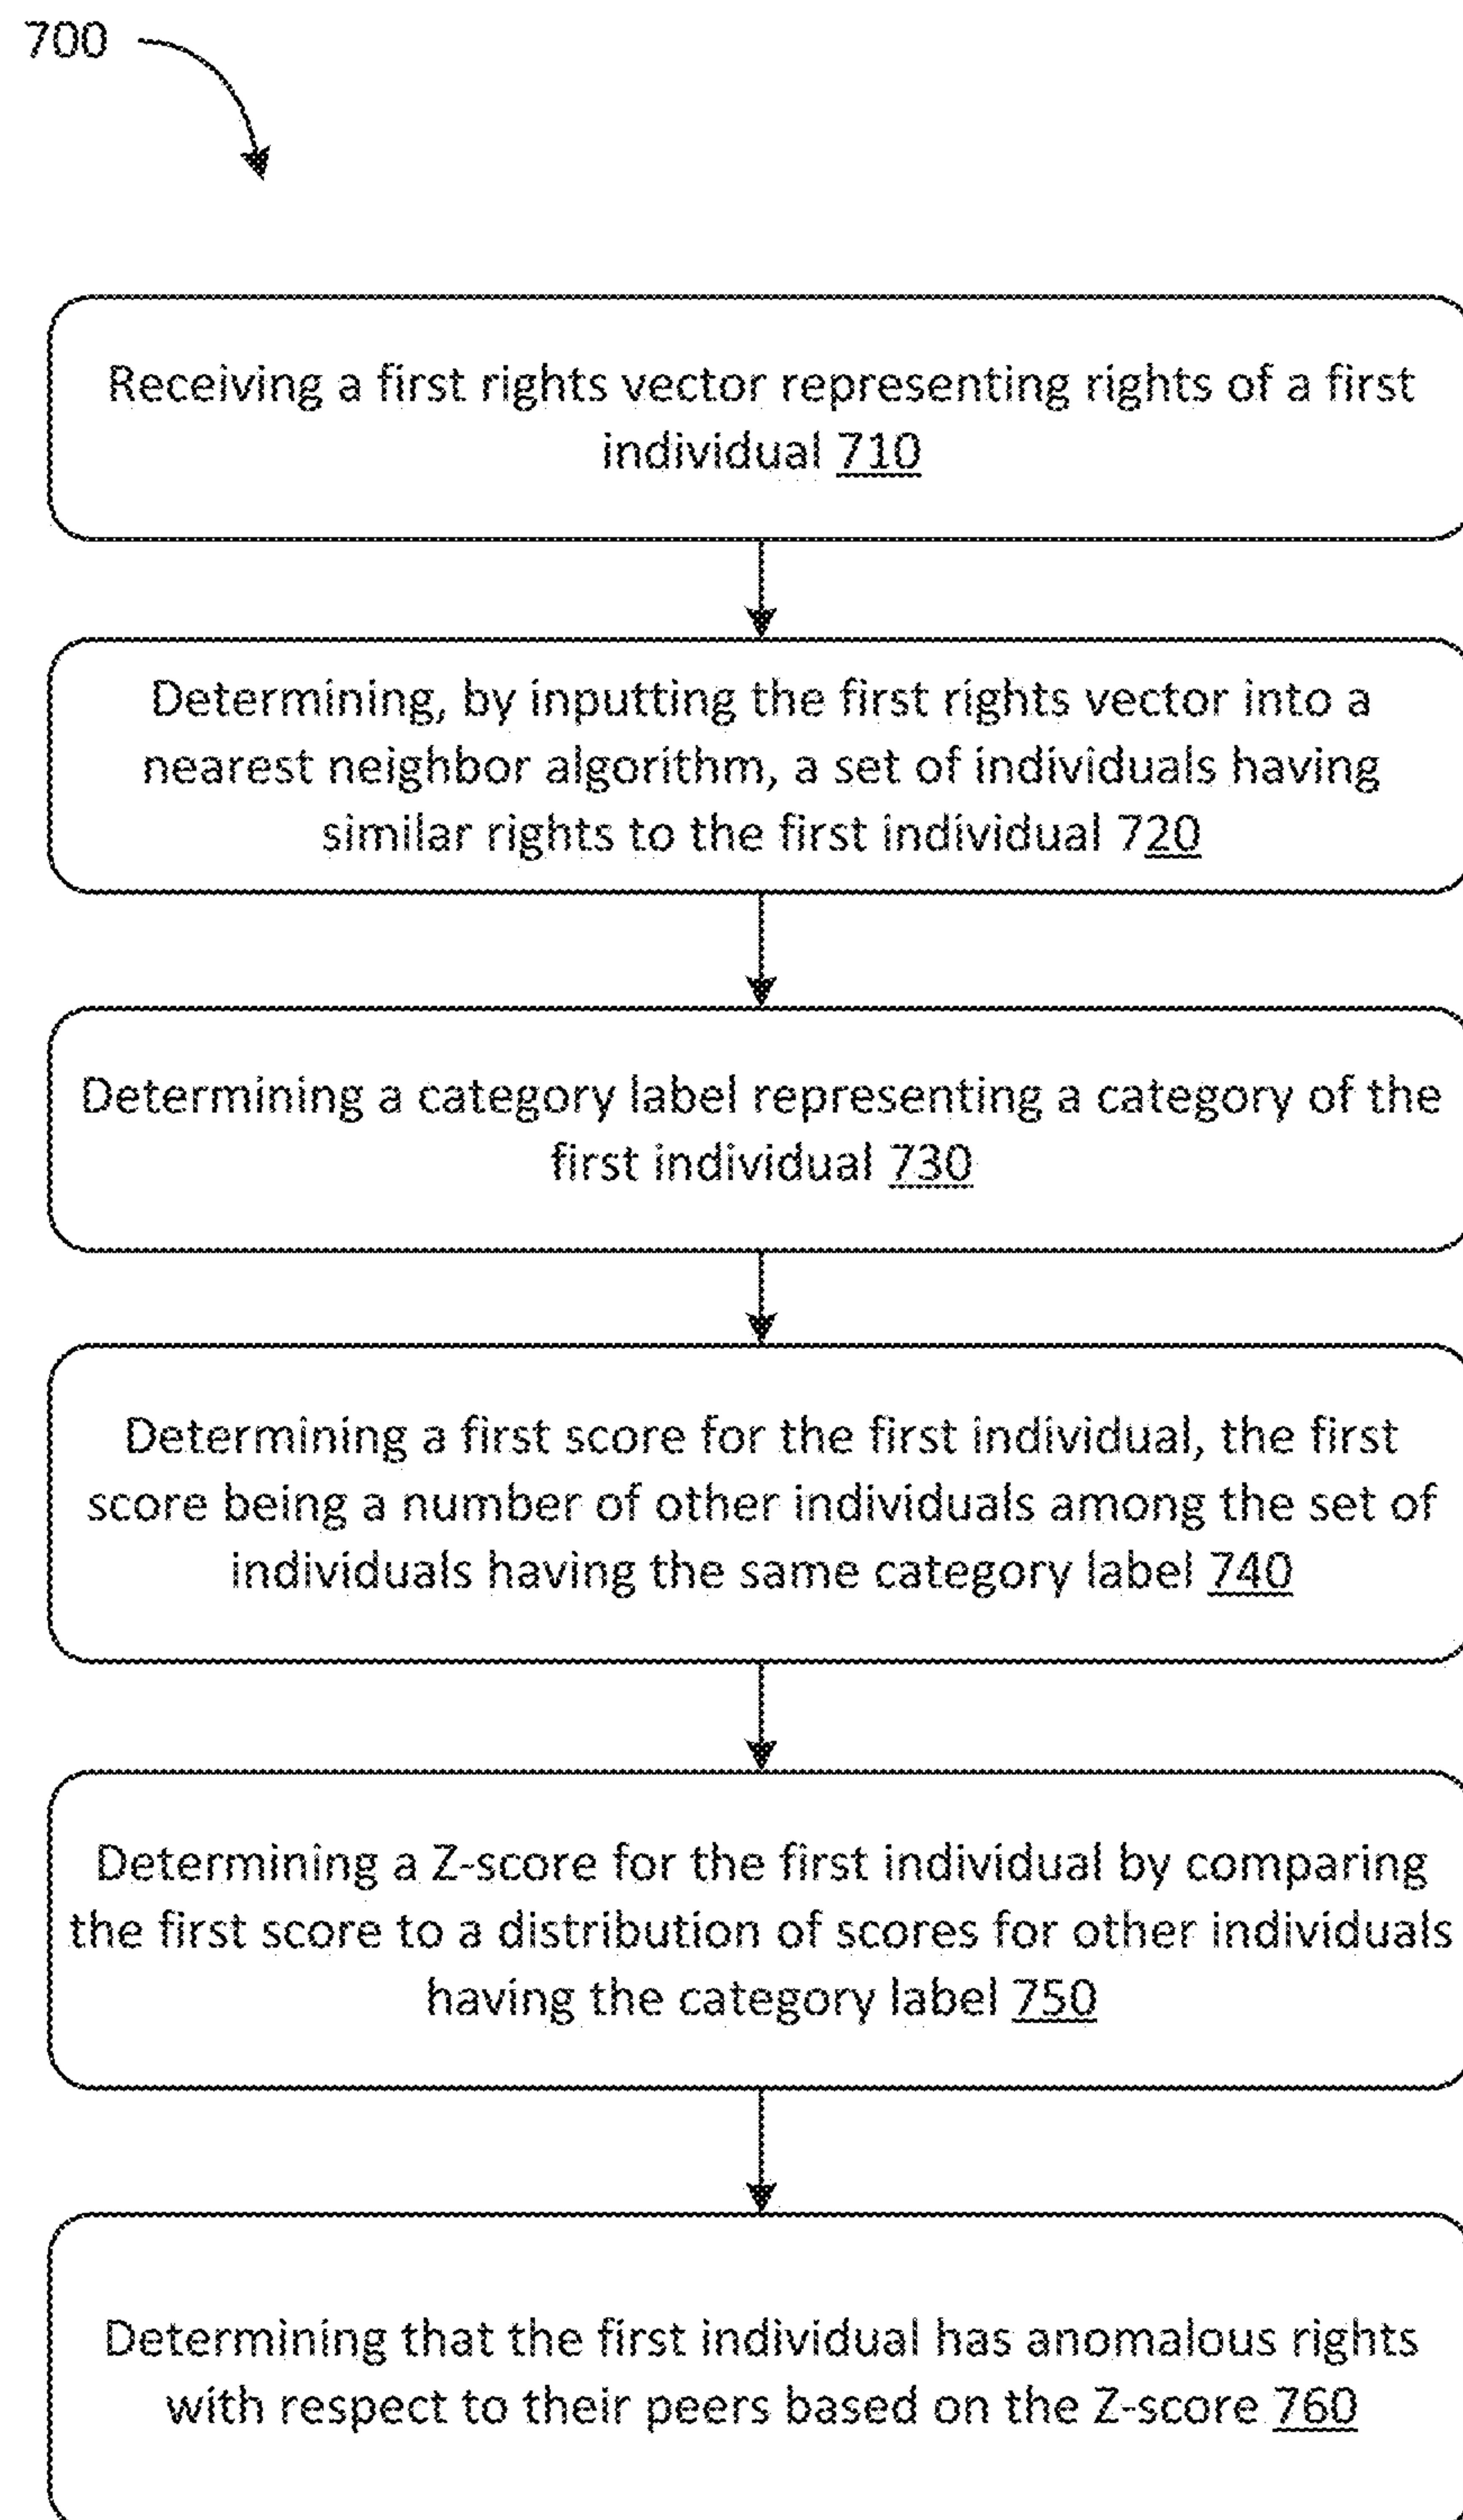 700
Receiving a first rights vector representing rights of a first
individual 710
Determining, by inputting the first rights vector into a
nearest neighbor algorithm, a set of individuals having
similar rights to the first individual 720
Determining a category label representing a category of the
first individual 730
Determining a first score for the first individual, the first
score being a number of other individuals among the set of
individuals having the same category label 740
Determining a Z-score for the first individual by comparing
the first score to a distribution of scores for other individuals
having the category label 750
Determining that the first individual has anomalous rights
with respect to their peers based on the Z-score 760